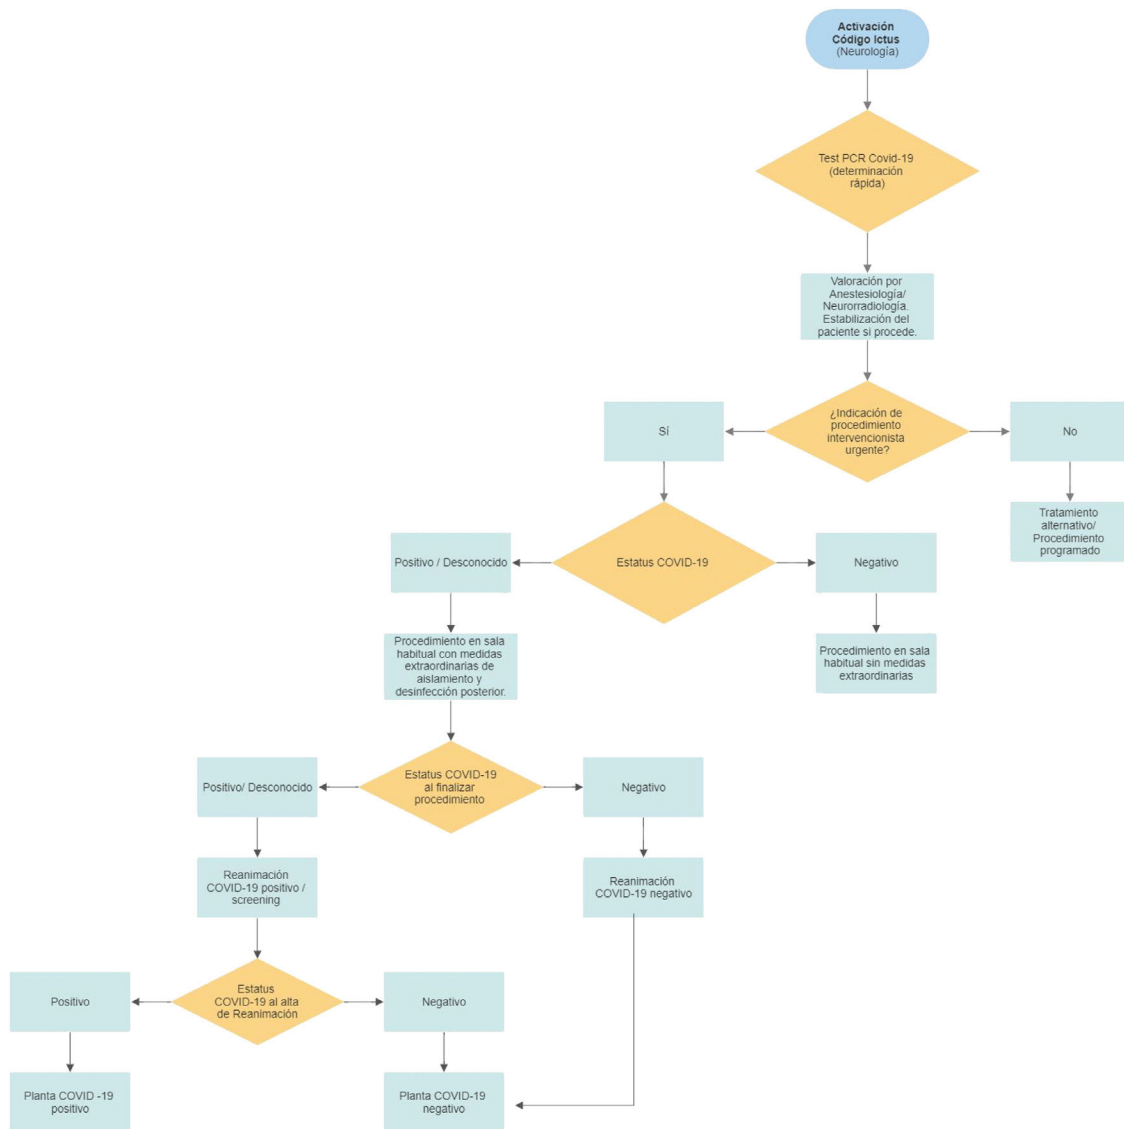 Activación
Código Ictus
(Neurología)
Test PCR Covid-19
(determinación
rápida)
Valoración por
Anestesiología/
Neurorradiología.
Estabilización del
paciente si procede.
¿Indicación de
procedimiento
intervencionista
urgente?
Sí
No
Tratamiento
alternativo/
Procedimiento
programado
Estatus COVID-19
Positivo / Desconocido
Negativo
Procedimiento en sala
habitual con medidas
extraordinarias de
aislamiento y
desinfección posterior.
Procedimiento en sala
habitual sin medidas
extraordinarias
Estatus COVID-19
al finalizar
procedimiento
Positivo/ Desconocido
Negativo
Reanimación
COVID-19 positivo /
screening
Reanimación
COVID-19 negativo
Estatus
COVID-19 al alta
de Reanimación
Positivo
Negativo
Planta COVID -19
positivo
Planta COVID-19
negativo